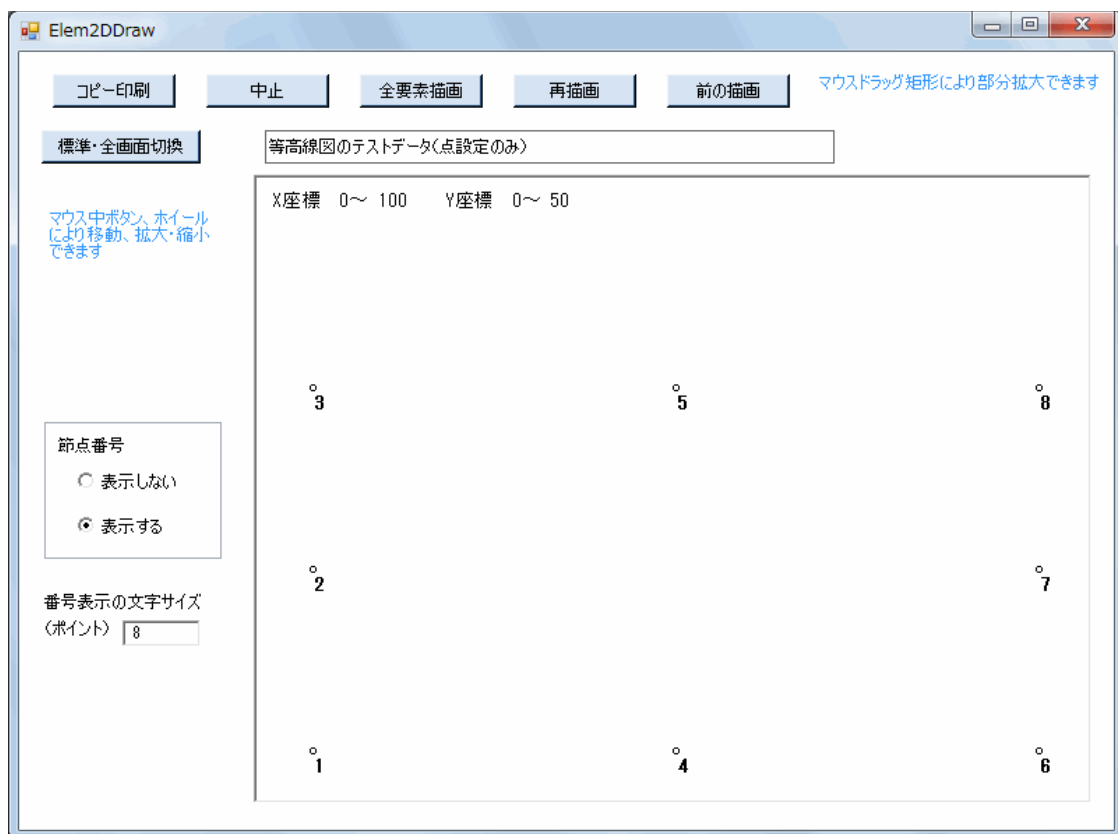 Elem2DDraw
コピー印刷 中止 全要素描画 再描画 前の描画 マウスドラッグ矩形により部分拡大できます
標準・全画面切換 等高線図のテストデータ(点設定のみ)
X座標 0～ 100 Y座標 0～ 50
マウス中ボタン、ホイール
により移動、拡大・縮小
できます
3 5 8
節点番号
表示しない
表示する
2 7
番号表示の文字サイズ
(ポイント) 8
1 4 6